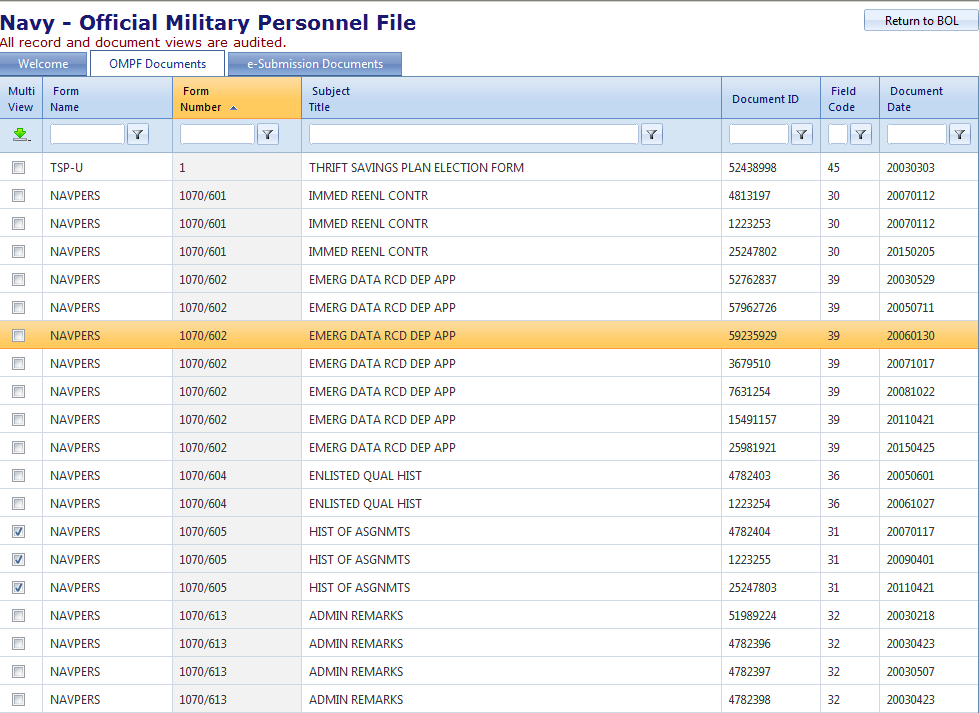 Navy - Official Military Personnel File
Return to BOL
All record and document views are audited.
Welcome OMPF Documents e-Submission Documents
Multi View Form Name Form Number Subject Title Document ID Field Code Document Date
TSP-U 1 THRIFT SAVINGS PLAN ELECTION FORM 52438998 45 20030303
NAVPERS 1070/601 IMMED REENL CONTR 4813197 30 20070112
NAVPERS 1070/601 IMMED REENL CONTR 1223253 30 20070112
NAVPERS 1070/601 IMMED REENL CONTR 25247802 30 20150205
NAVPERS 1070/602 EMERG DATA RCD DEP APP 52762837 39 20030529
NAVPERS 1070/602 EMERG DATA RCD DEP APP 57962726 39 20050711
NAVPERS 1070/602 EMERG DATA RCD DEP APP 59235929 39 20060130
NAVPERS 1070/602 EMERG DATA RCD DEP APP 3679510 39 20071017
NAVPERS 1070/602 EMERG DATA RCD DEP APP 7631254 39 20081022
NAVPERS 1070/602 EMERG DATA RCD DEP APP 15491157 39 20110421
NAVPERS 1070/602 EMERG DATA RCD DEP APP 25981921 39 20150425
NAVPERS 1070/604 ENLISTED QUAL HIST 4782403 36 20050601
NAVPERS 1070/604 ENLISTED QUAL HIST 1223254 36 20061027
NAVPERS 1070/605 HIST OF ASGNMTS 4782404 31 20070117
NAVPERS 1070/605 HIST OF ASGNMTS 1223255 31 20090401
NAVPERS 1070/605 HIST OF ASGNMTS 25247803 31 20110421
NAVPERS 1070/613 ADMIN REMARKS 51989224 32 20030218
NAVPERS 1070/613 ADMIN REMARKS 4782396 32 20030423
NAVPERS 1070/613 ADMIN REMARKS 4782397 32 20030507
NAVPERS 1070/613 ADMIN REMARKS 4782398 32 20030423